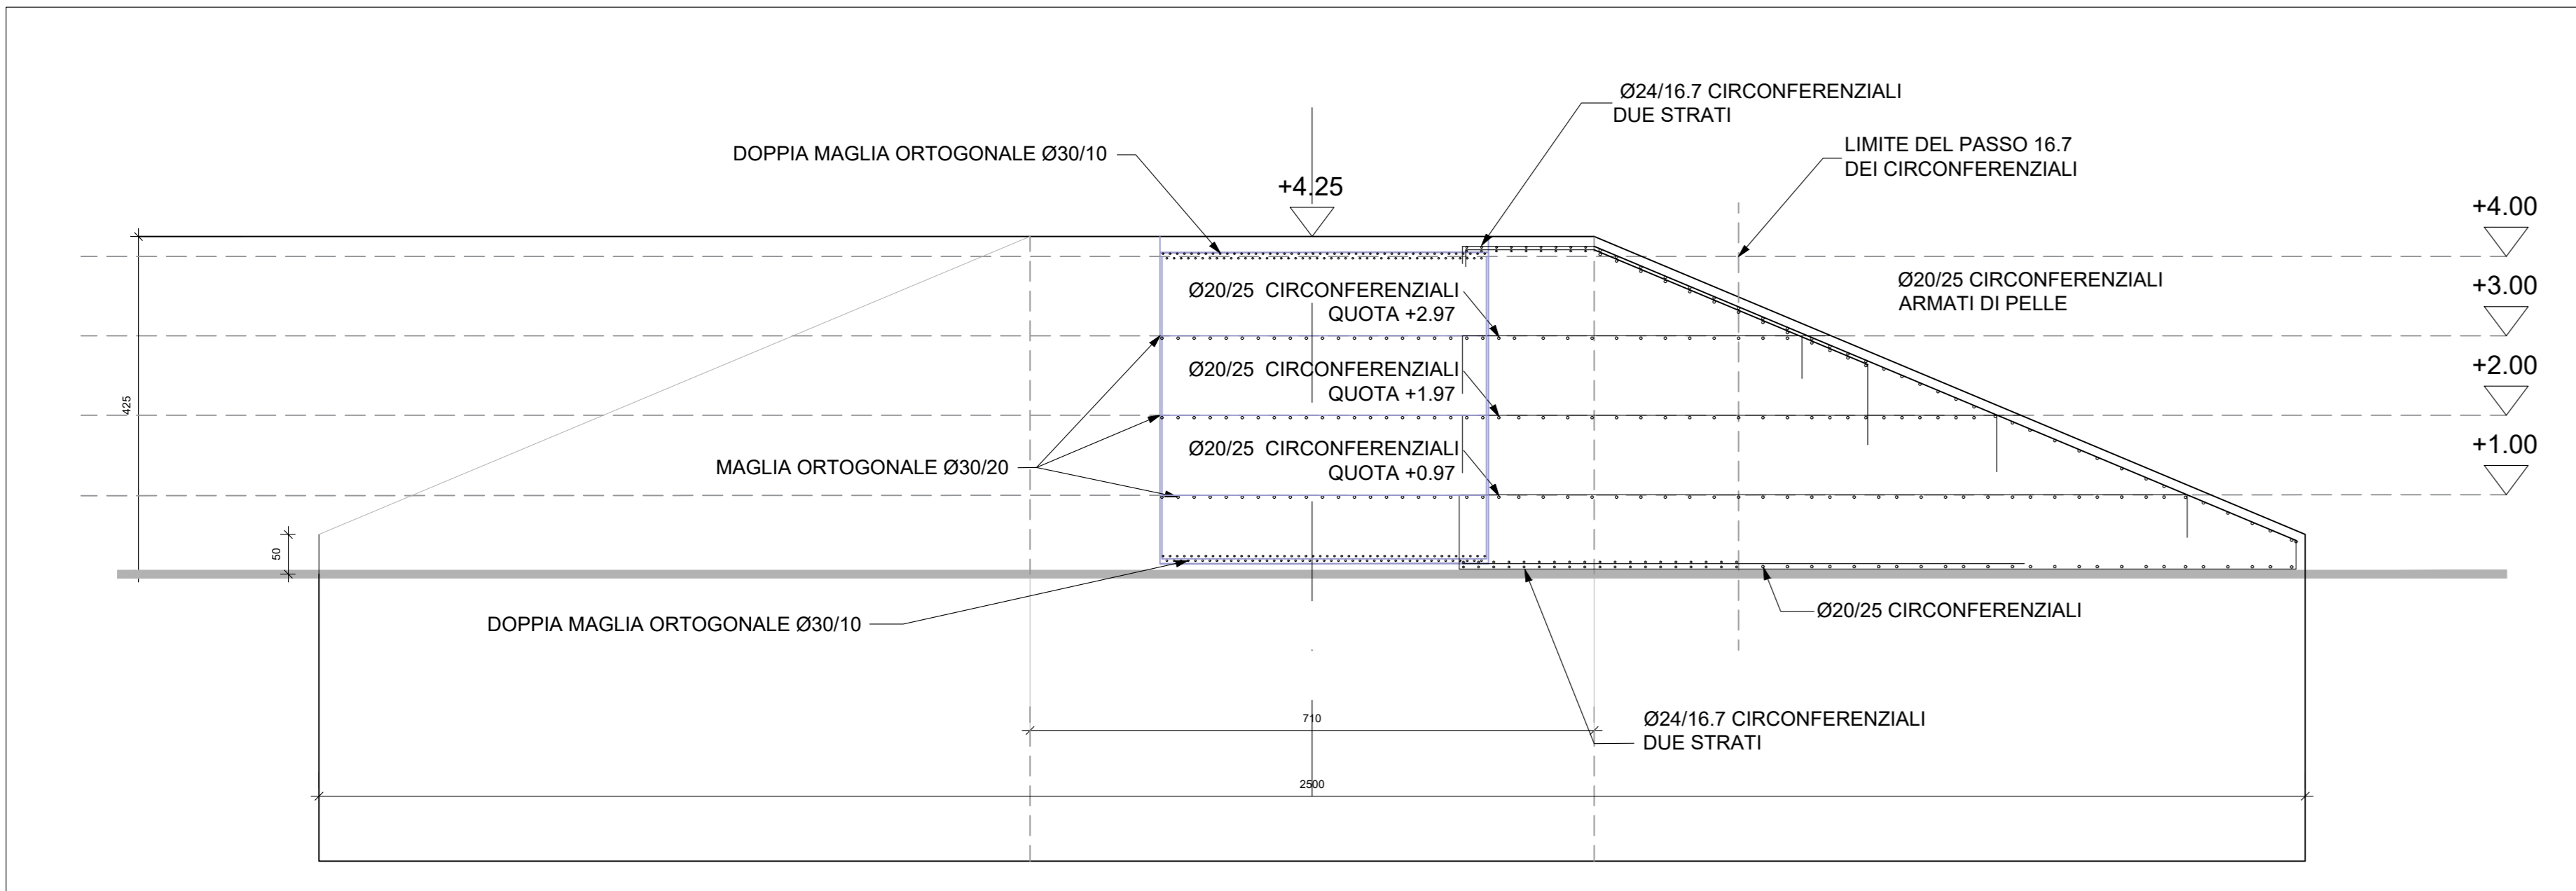 Ø24/16.7 CIRCONFERENZIALI
DUE STRATI
DOPPIA MAGLIA ORTOGONALE Ø30/10
LIMITE DEL PASSO 16.7
DEI CIRCONFERENZIALI
+4.25
+4.00
Ø20/25 CIRCONFERENZIALI
ARMATI DI PELLE
+3.00
Ø20/25 CIRCONFERENZIALI
QUOTA +2.97
+2.00
Ø20/25 CIRCONFERENZIALI
QUOTA +1.97
425
+1.00
Ø20/25 CIRCONFERENZIALI
QUOTA +0.97
MAGLIA ORTOGONALE Ø30/20
50
Ø20/25 CIRCONFERENZIALI
DOPPIA MAGLIA ORTOGONALE Ø30/10
710
Ø24/16.7 CIRCONFERENZIALI
DUE STRATI
2500